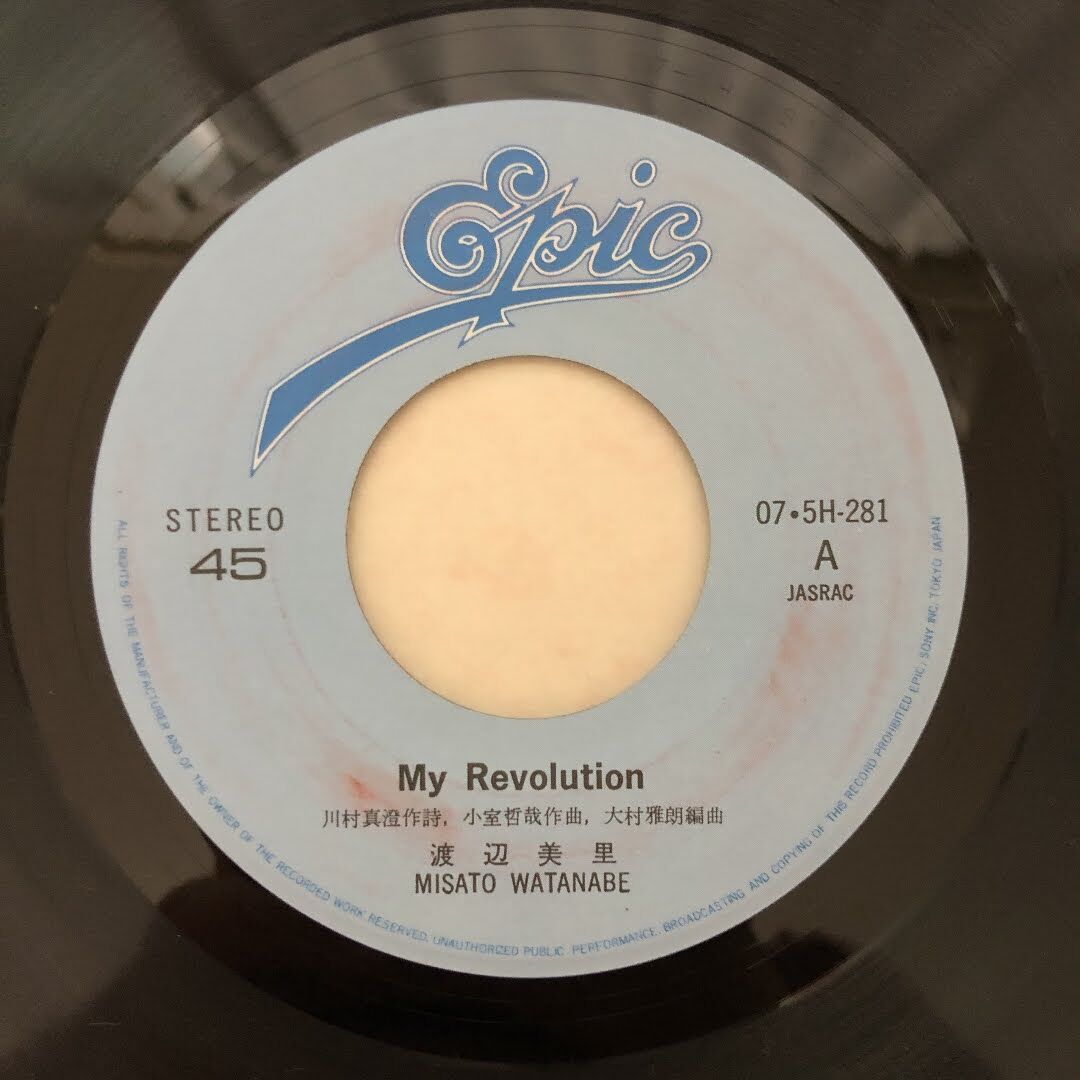 Epic
STEREO
45
07•5H-281
A
JASRAC
My Revolution
川村真澄作詩, 小室哲哉作曲, 大村雅朗編曲
渡辺美里
MISATO WATANABE
ALL RIGHTS OF THE MANUFACTURER AND OF THE OWNER OF THE RECORDED WORK RESERVED. UNAUTHORIZED PUBLIC PERFORMANCE, BROADCASTING AND COPYING OF THIS RECORD PROHIBITED EPIC/SONY INC. TOKYO JAPAN